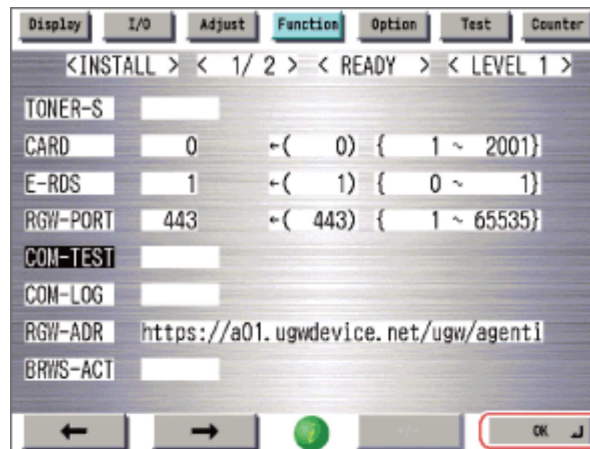 Display I/O Adjust Function Option Test Counter
<INSTALL > < 1/ 2 > < READY > < LEVEL 1 >
TONER-S
CARD 0 ←( 0) { 1 ~ 2001}
E-RDS 1 ←( 1) { 0 ~ 1}
RGW-PORT 443 ←( 443) { 1 ~ 65535}
COM-TEST
COM-LOG
RGW-ADR https://a01.ugwdevice.net/ugw/agenti
BRWS-ACT
← → i +/- OK ┘